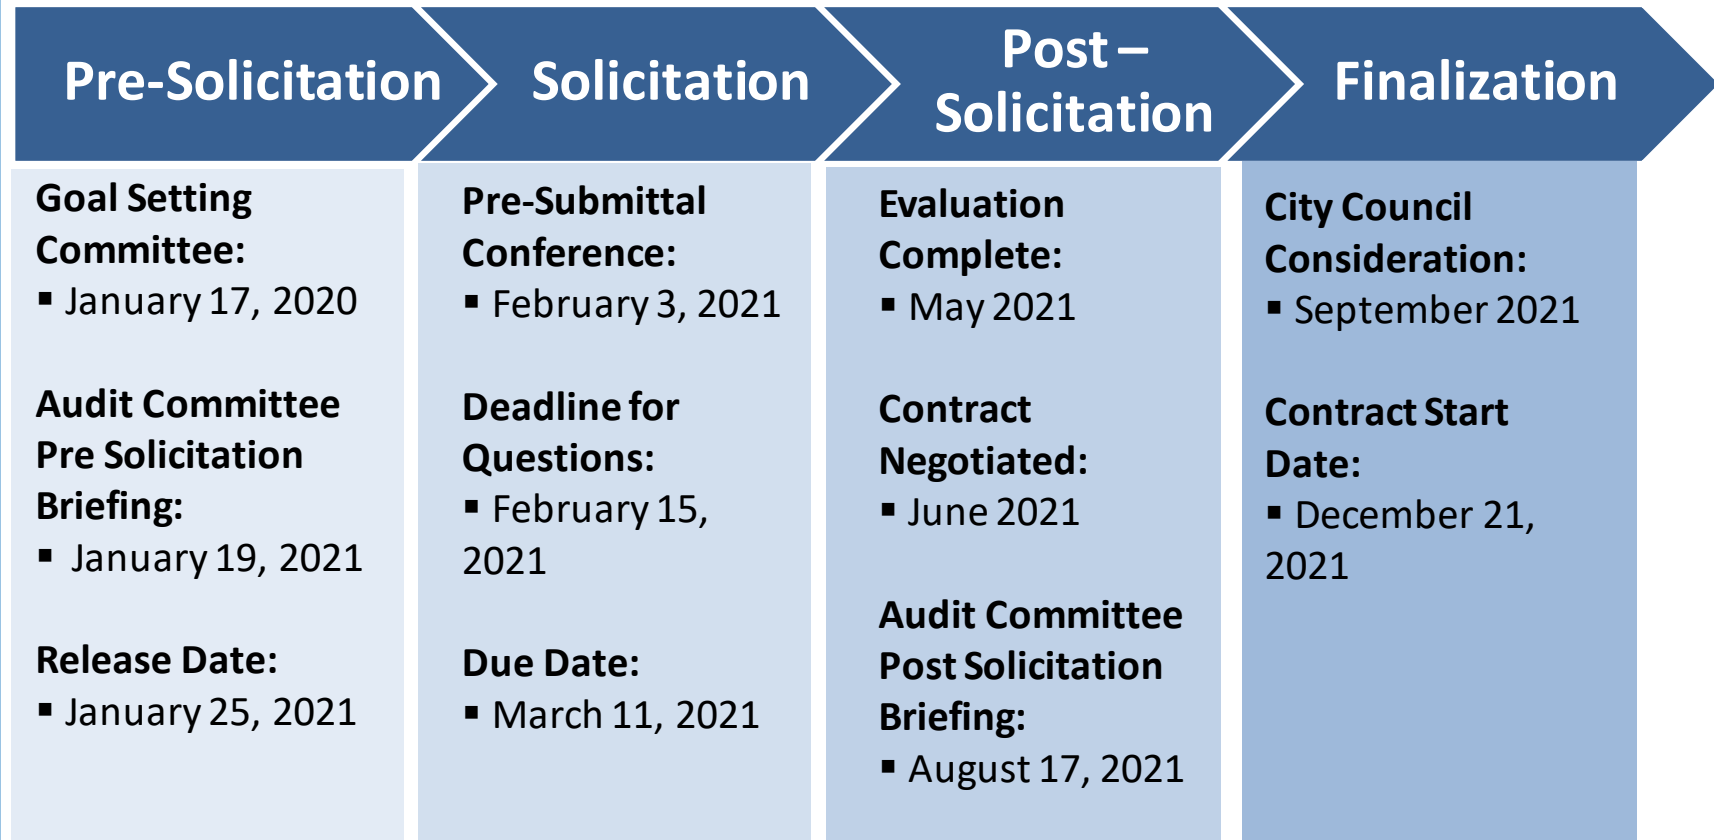 Pre-Solicitation
Solicitation
Post –
Solicitation
Finalization
Goal Setting
Committee:
▪ January 17, 2020
Audit Committee
Pre Solicitation
Briefing:
▪ January 19, 2021
Release Date:
▪ January 25, 2021
Pre-Submittal
Conference:
▪ February 3, 2021
Deadline for
Questions:
▪ February 15,
2021
Due Date:
▪ March 11, 2021
Evaluation
Complete:
▪ May 2021
Contract
Negotiated:
▪ June 2021
Audit Committee
Post Solicitation
Briefing:
▪ August 17, 2021
City Council
Consideration:
▪ September 2021
Contract Start
Date:
▪ December 21,
2021